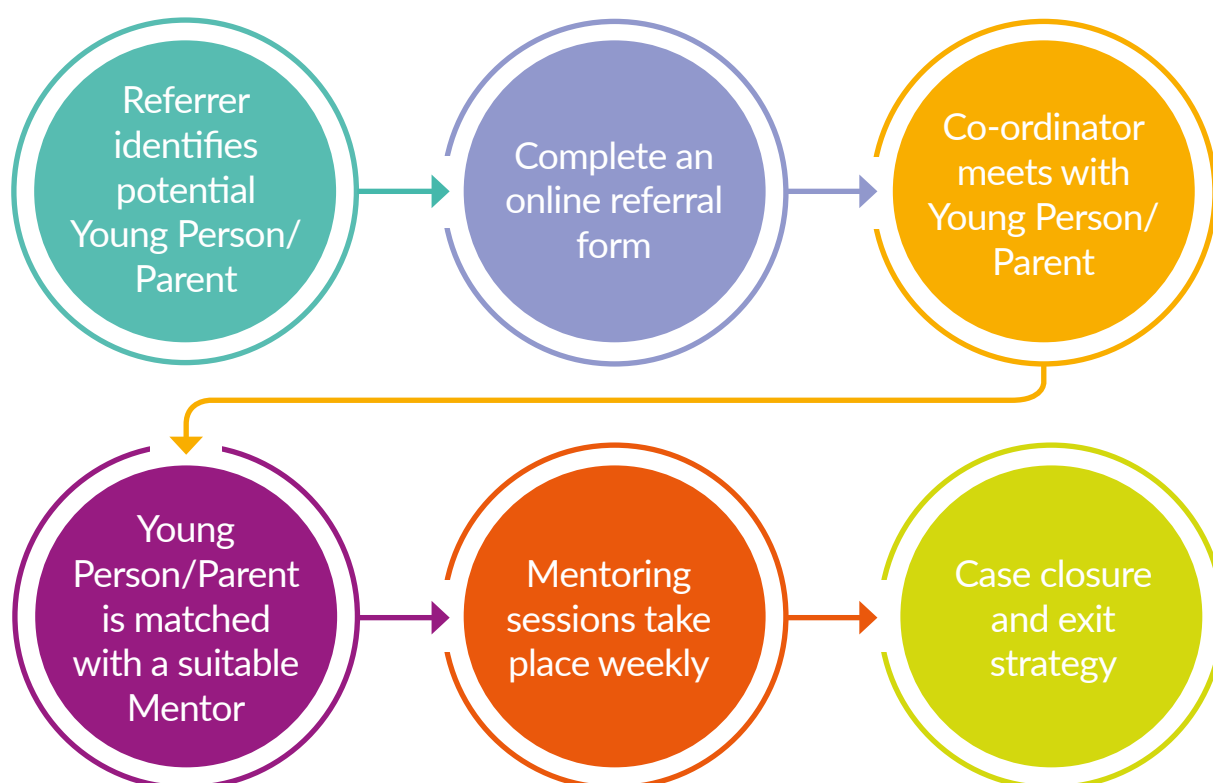 Referrer
identifies
potential
Young Person/
Parent
Complete an
online referral
form
Co-ordinator
meets with
Young Person/
Parent
Young
Person/Parent
is matched
with a suitable
Mentor
Mentoring
sessions take
place weekly
Case closure
and exit
strategy